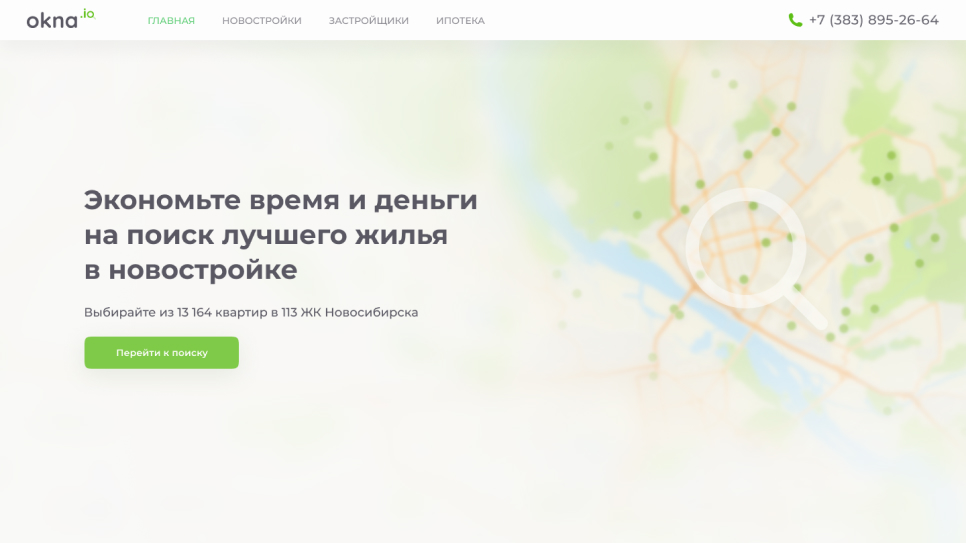 okna.io
ГЛАВНАЯ НОВОСТРОЙКИ ЗАСТРОЙЩИКИ ИПОТЕКА
+7 (383) 895-26-64
Экономьте время и деньги
на поиск лучшего жилья
в новостройке
Выбирайте из 13 164 квартир в 113 ЖК Новосибирска
Перейти к поиску